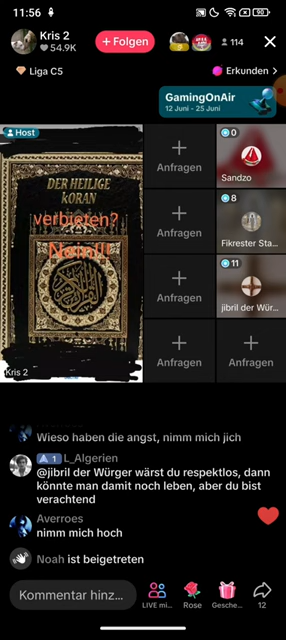 11:56
90
Kris 2
54.9K
+ Folgen
114
Liga C5
Erkunden >
GamingOnAir
12 Juni - 25 Juni
Host
DER HEILIGE
KORAN
verbieten?
Nein!!
Kris 2
Anfragen
Anfragen
Anfragen
Anfragen
Anfragen
0
Sandzo
8
Fikrester Sta...
11
jibril der Wür...
Wieso haben die angst, nimm mich jich
1 L_Algerien
@jibril der Würger wärst du respektlos, dann
könnte man damit noch leben, aber du bist
verachtend
Averroes
nimm mich hoch
Noah ist beigetreten
Kommentar hinz...
LIVE mi...
Rose
Gesche...
12